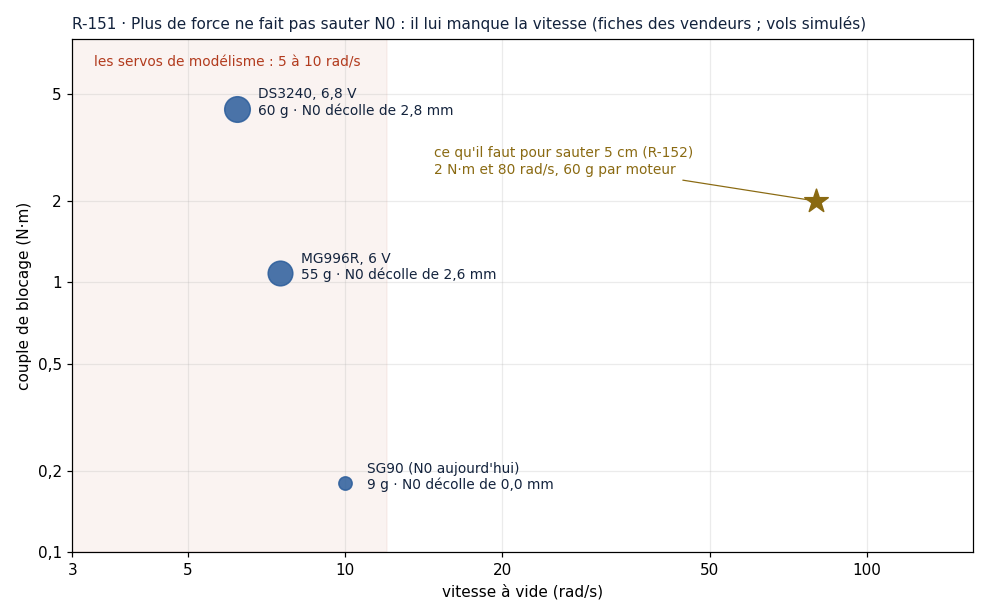 R-151 · Plus de force ne fait pas sauter N0 : il lui manque la vitesse (fiches des vendeurs ; vols simulés)
les servos de modélisme : 5 à 10 rad/s
DS3240, 6,8 V
60 g · N0 décolle de 2,8 mm
ce qu'il faut pour sauter 5 cm (R-152)
2 N·m et 80 rad/s, 60 g par moteur
MG996R, 6 V
55 g · N0 décolle de 2,6 mm
SG90 (N0 aujourd'hui)
9 g · N0 décolle de 0,0 mm
couple de blocage (N·m)
5
2
1
0,5
0,2
0,1
3
5
10
20
50
100
vitesse à vide (rad/s)